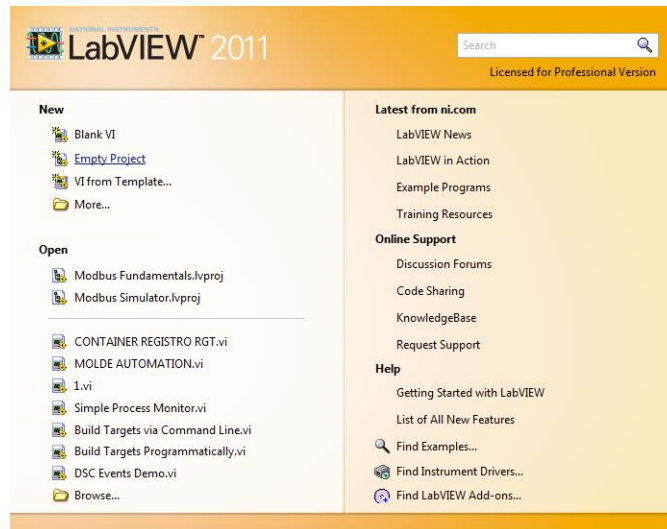 NATIONAL INSTRUMENTS
LabVIEW™ 2011
Search
Licensed for Professional Version
New
Blank VI
Empty Project
VI from Template...
More...
Open
Modbus Fundamentals.lvproj
Modbus Simulator.lvproj
CONTAINER REGISTRO RGT.vi
MOLDE AUTOMATION.vi
1.vi
Simple Process Monitor.vi
Build Targets via Command Line.vi
Build Targets Programmatically.vi
DSC Events Demo.vi
Browse...
Latest from ni.com
LabVIEW News
LabVIEW in Action
Example Programs
Training Resources
Online Support
Discussion Forums
Code Sharing
KnowledgeBase
Request Support
Help
Getting Started with LabVIEW
List of All New Features
Find Examples...
Find Instrument Drivers...
Find LabVIEW Add-ons...